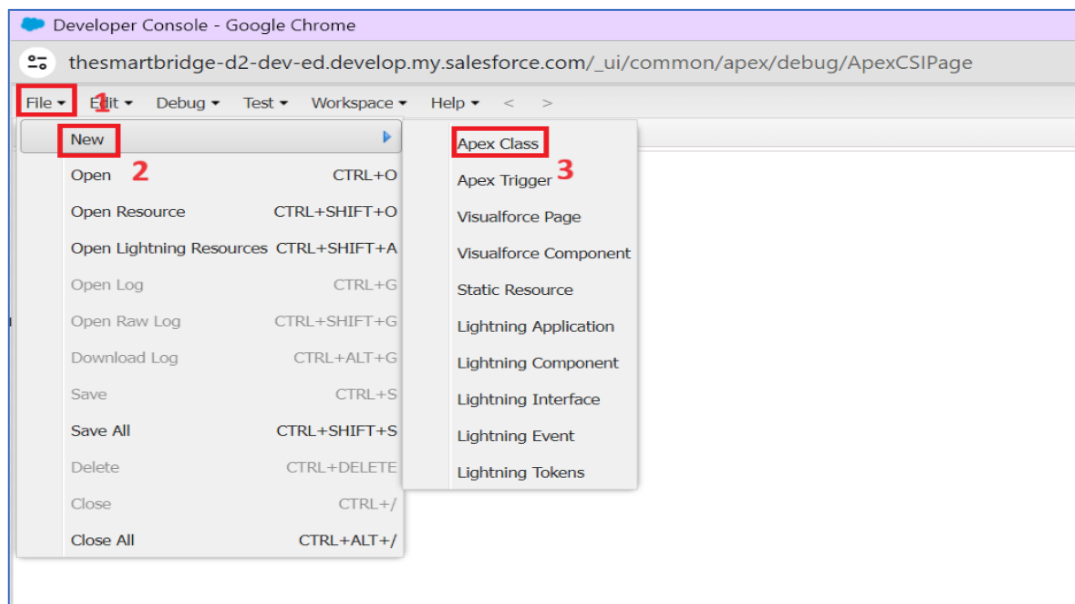 Developer Console - Google Chrome
thesmartbridge-d2-dev-ed.develop.my.salesforce.com/_ui/common/apex/debug/ApexCSIPage
File Edit Debug Test Workspace Help < >
1
New
2
Open CTRL+O
Open Resource CTRL+SHIFT+O
Open Lightning Resources CTRL+SHIFT+A
Open Log CTRL+G
Open Raw Log CTRL+SHIFT+G
Download Log CTRL+ALT+G
Save CTRL+S
Save All CTRL+SHIFT+S
Delete CTRL+DELETE
Close CTRL+/
Close All CTRL+ALT+/
Apex Class
3
Apex Trigger
Visualforce Page
Visualforce Component
Static Resource
Lightning Application
Lightning Component
Lightning Interface
Lightning Event
Lightning Tokens